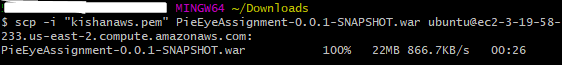 MINGW64 ~/Downloads
$ scp -i "kishanaws.pem" PieEyeAssignment-0.0.1-SNAPSHOT.war ubuntu@ec2-3-19-58-
233.us-east-2.compute.amazonaws.com:
PieEyeAssignment-0.0.1-SNAPSHOT.war 100% 22MB 866.7KB/s 00:26